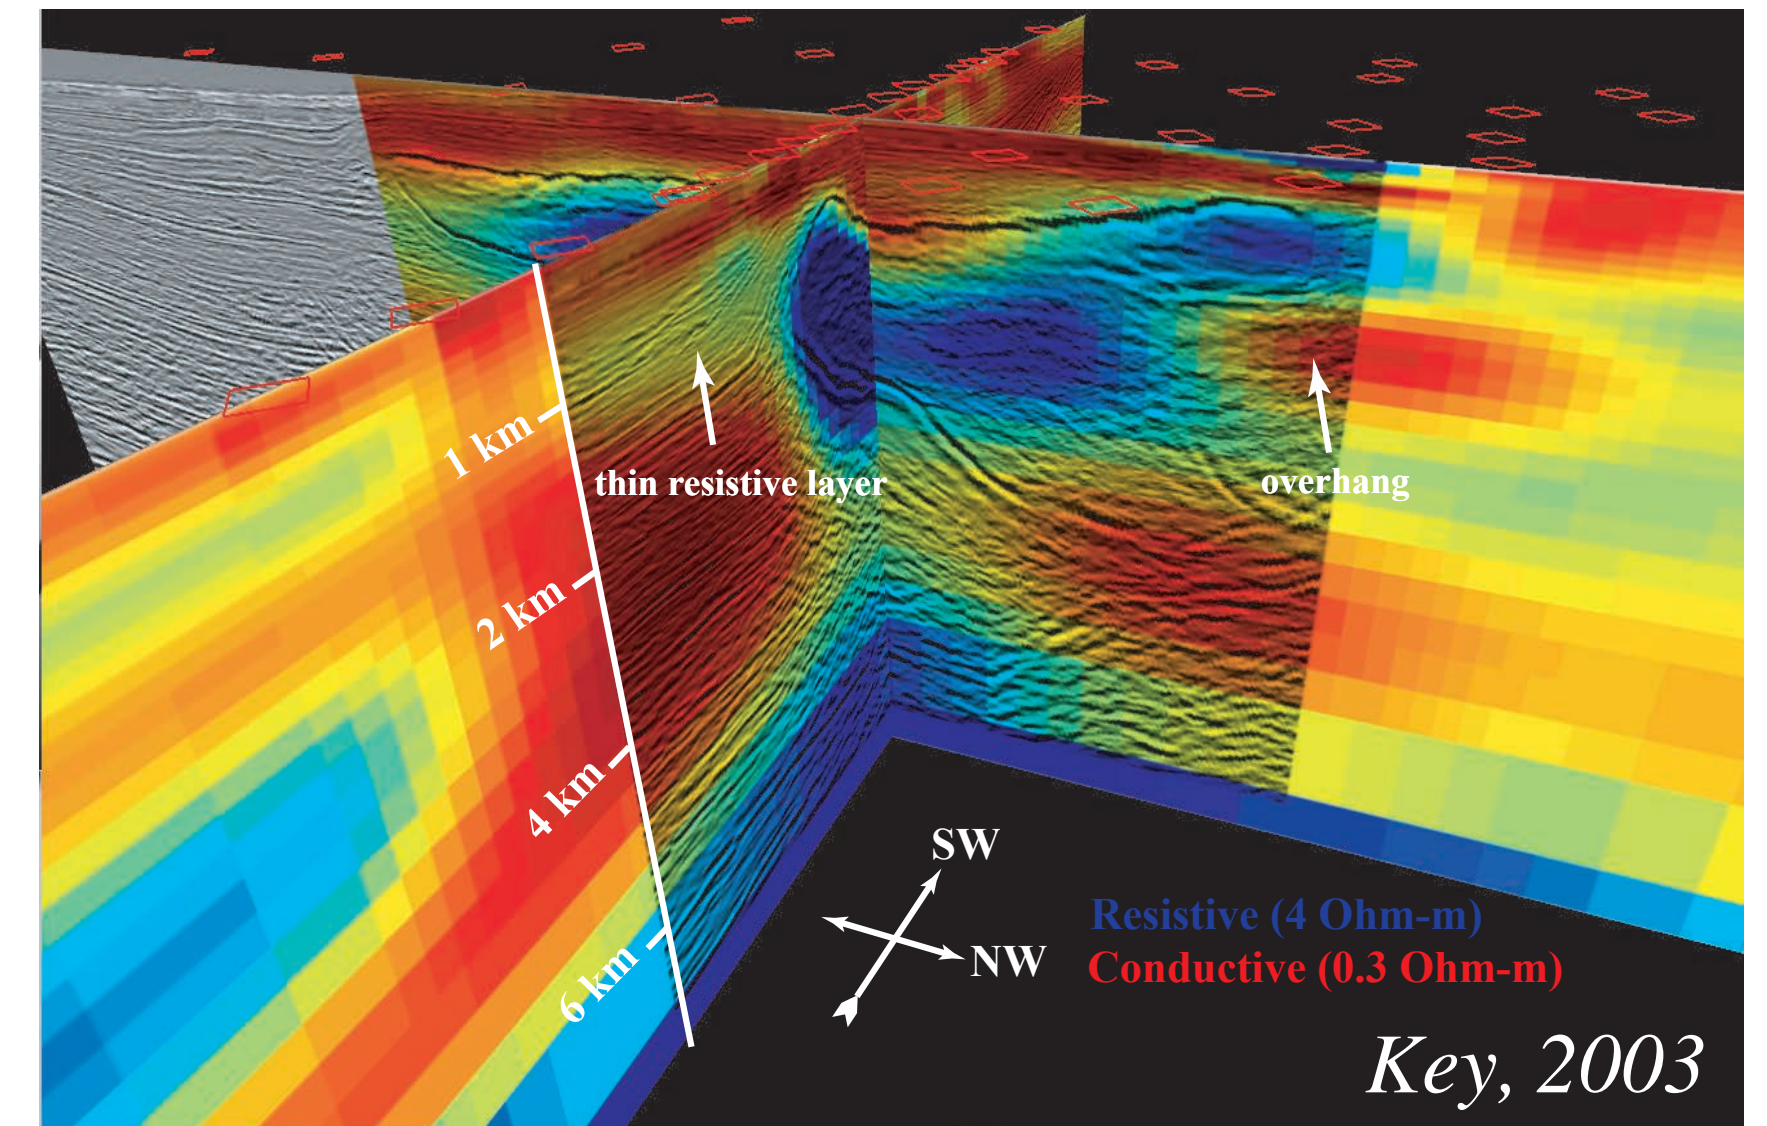 1 km
2 km
4 km
6 km
thin resistive layer
overhang
SW
NW
Resistive (4 Ohm-m)
Conductive (0.3 Ohm-m)
Key, 2003